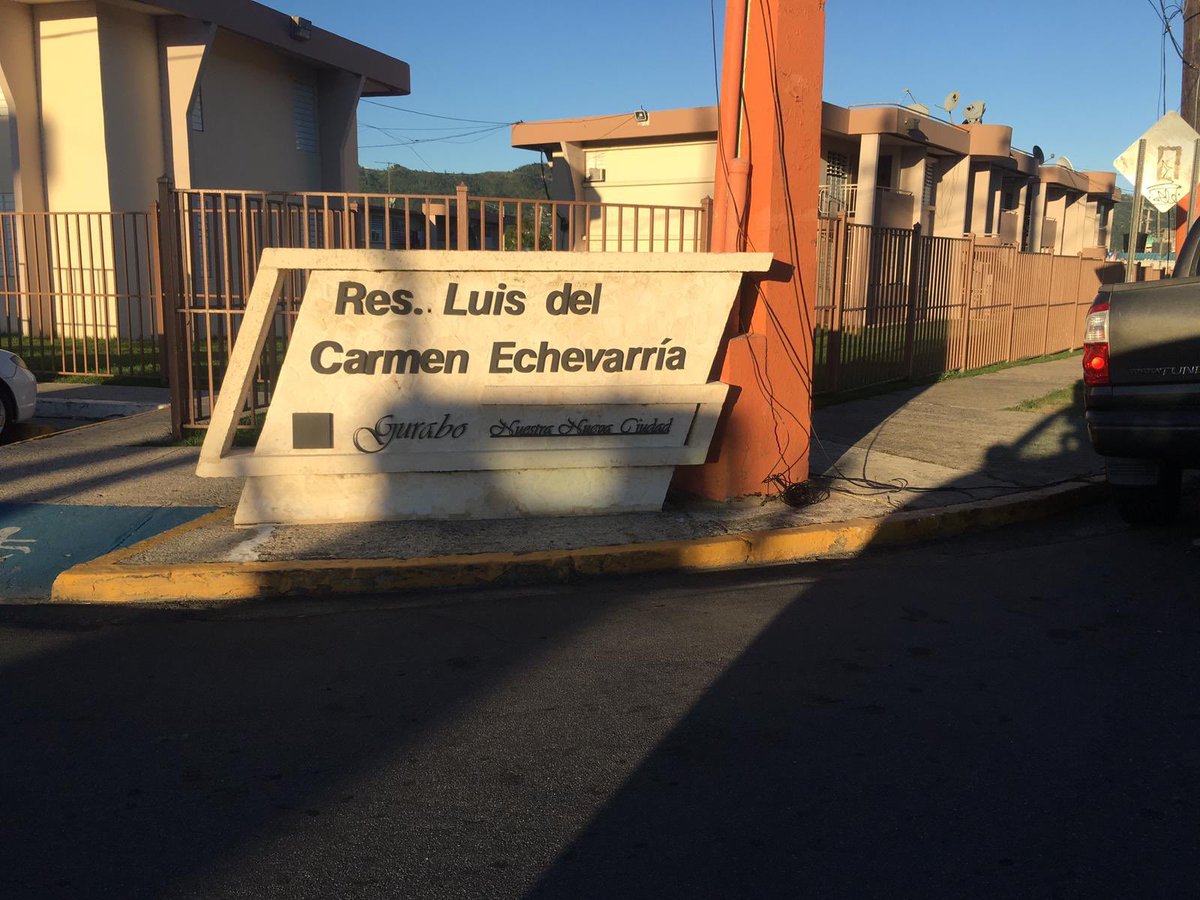 Res. Luis del
Carmen Echevarría
Gurabo Nuestra Nueva Ciudad